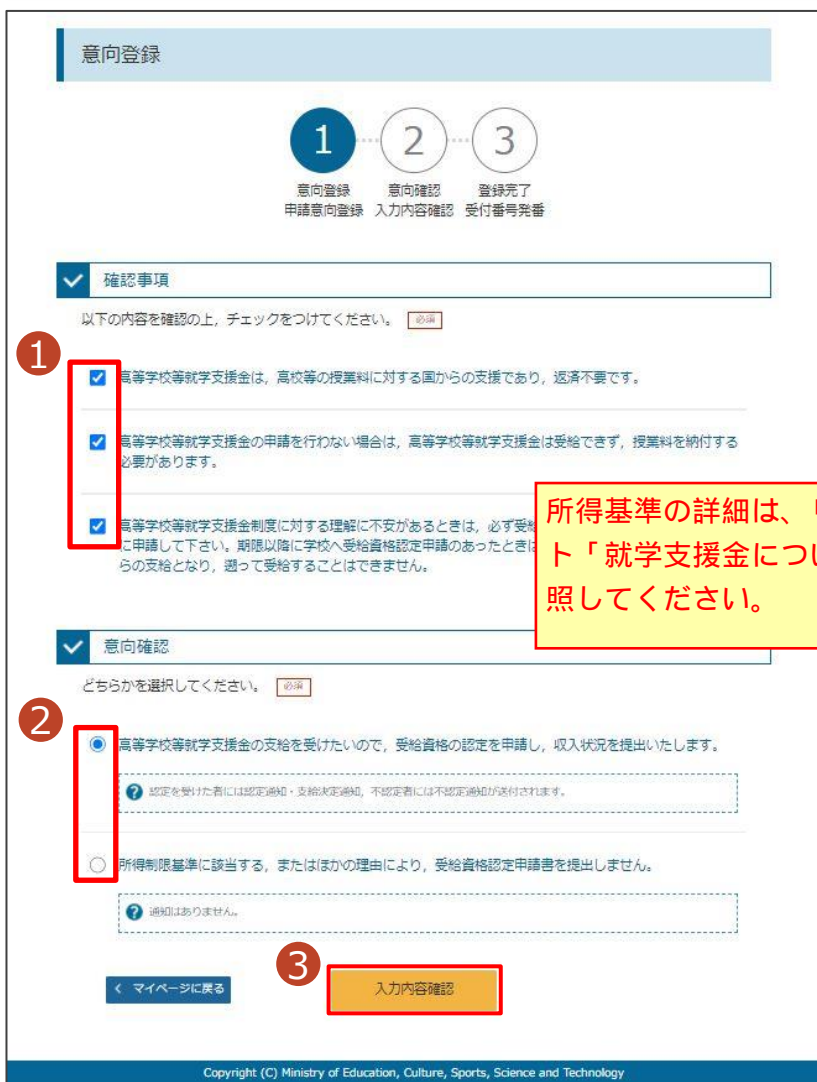 意向登録
1 2 3
意向登録 意向確認 登録完了
申請意向登録 入力内容確認 受付番号発番
確認事項
以下の内容を確認の上，チェックをつけてください。 必須
1
高等学校等就学支援金は，高校等の授業料に対する国からの支援であり，返済不要です。
高等学校等就学支援金の申請を行わない場合は，高等学校等就学支援金は受給できず，授業料を納付する
必要があります。
高等学校等就学支援金制度に対する理解に不安があるときは，必ず受給
に申請して下さい。期限以降に学校へ受給資格認定申請のあったときは
らの支給となり，遡って受給することはできません。
所得基準の詳細は、リ
ト「就学支援金につい
照してください。
意向確認
どちらかを選択してください。 必須
2
高等学校等就学支援金の支給を受けたいので，受給資格の認定を申請し，収入状況を提出いたします。
? 認定を受けた者には認定通知・支給決定通知，不認定者には不認定通知が送付されます。
所得制限基準に該当する，またはほかの理由により，受給資格認定申請書を提出しません。
? 通知はありません。
3
< マイページに戻る 入力内容確認
Copyright (C) Ministry of Education, Culture, Sports, Science and Technology